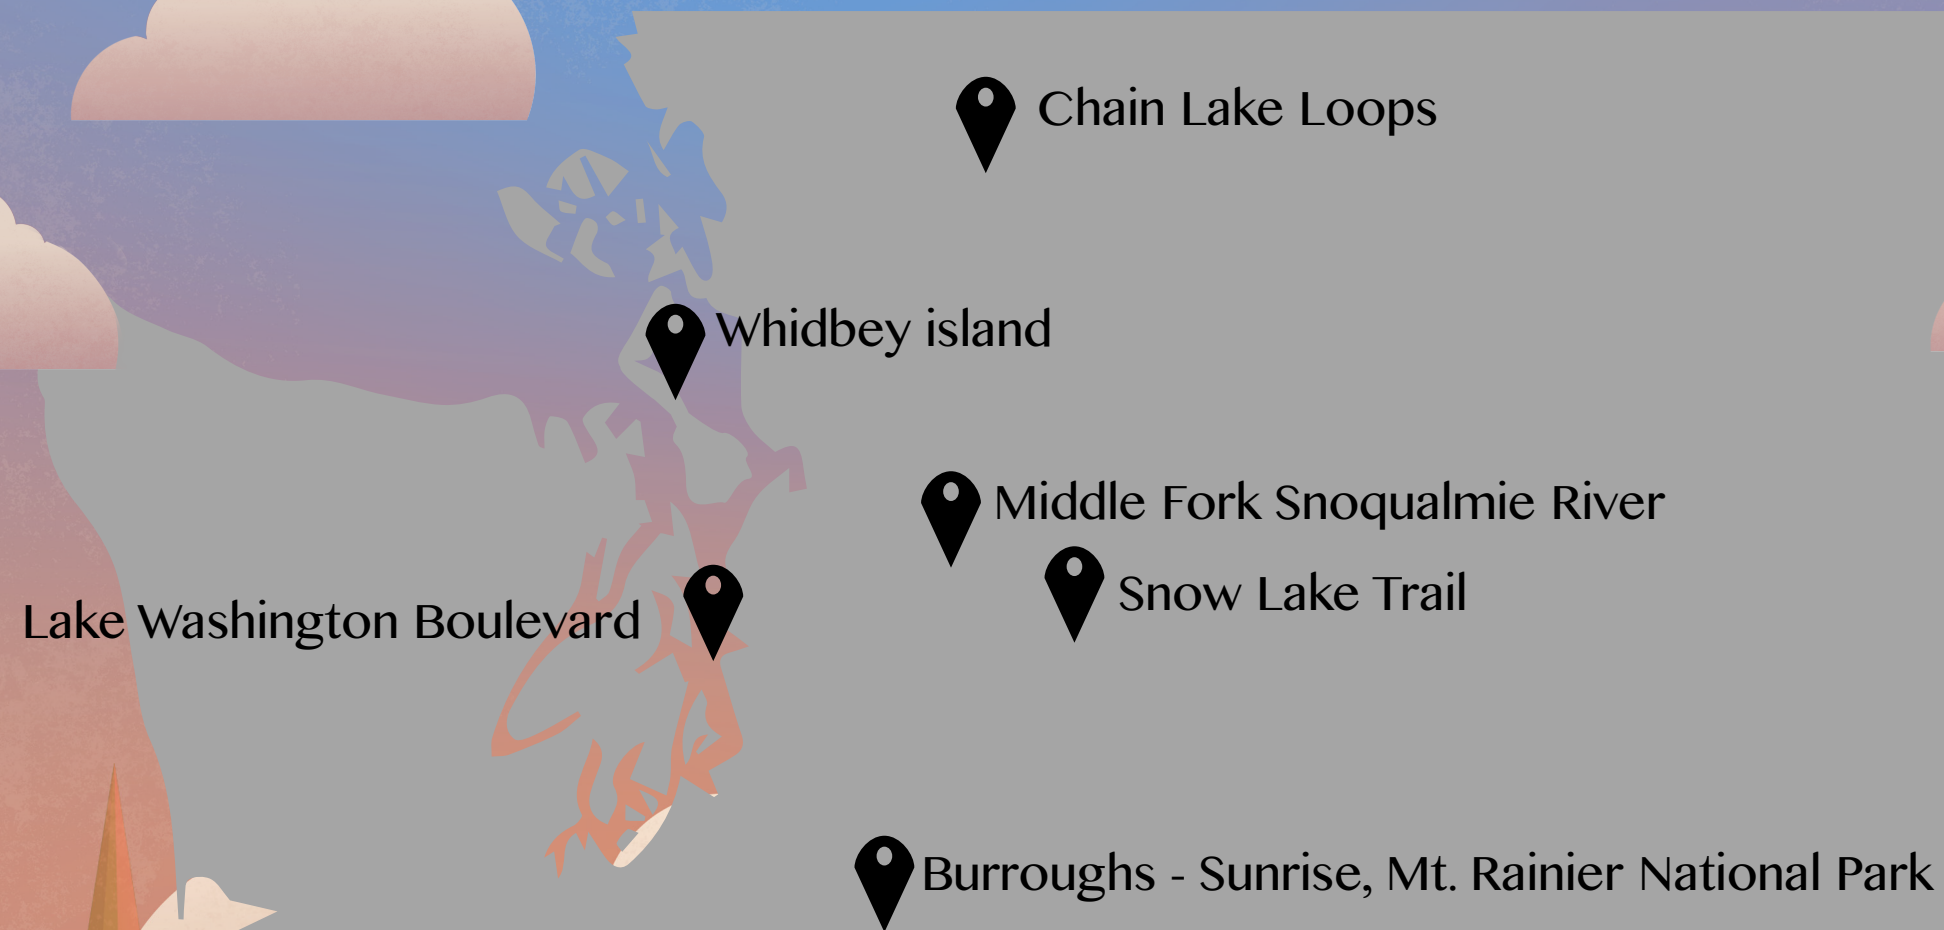 Chain Lake Loops
Whidbey island
Middle Fork Snoqualmie River
Snow Lake Trail
Lake Washington Boulevard
Burroughs - Sunrise, Mt. Rainier National Park